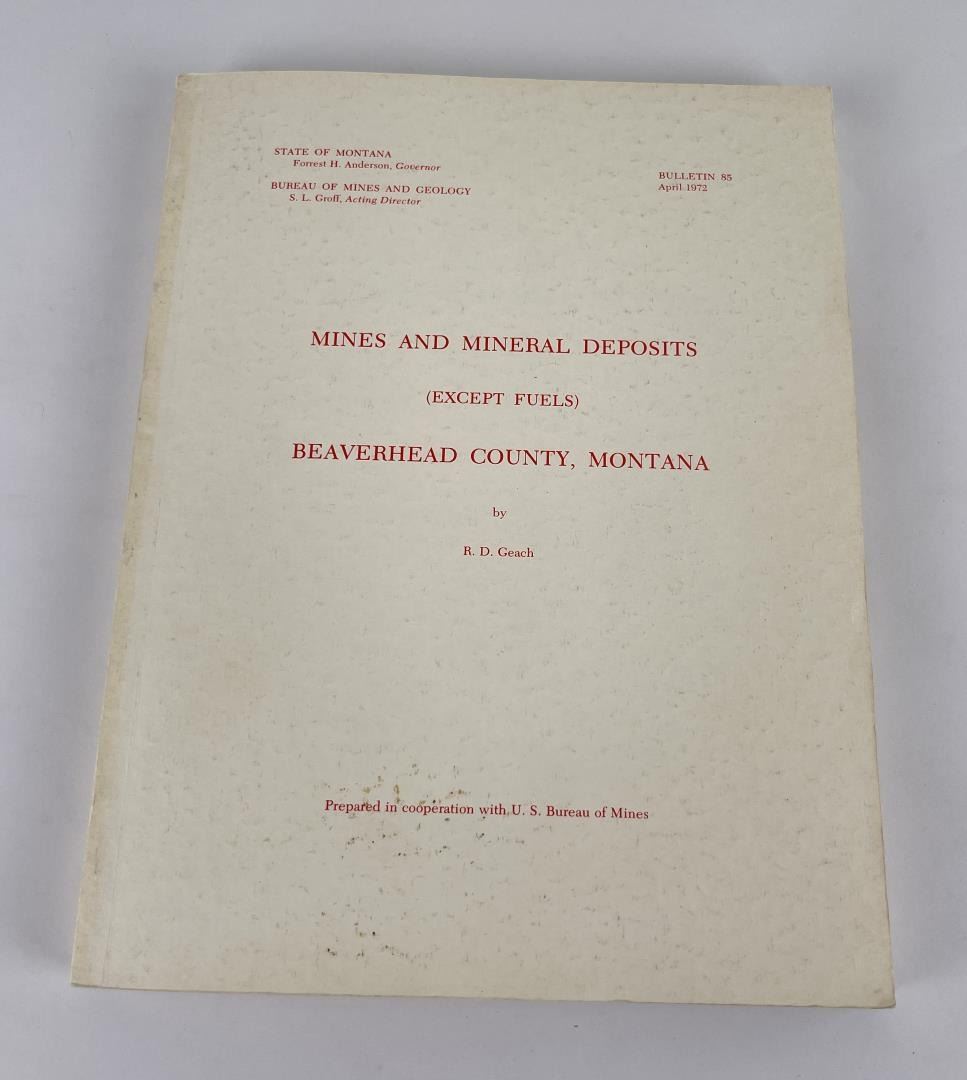 STATE OF MONTANA
Forrest H. Anderson, Governor
BUREAU OF MINES AND GEOLOGY
S. L. Groff, Acting Director
BULLETIN 85
April 1972
MINES AND MINERAL DEPOSITS
(EXCEPT FUELS)
BEAVERHEAD COUNTY, MONTANA
by
R. D. Geach
Prepared in cooperation with U. S. Bureau of Mines